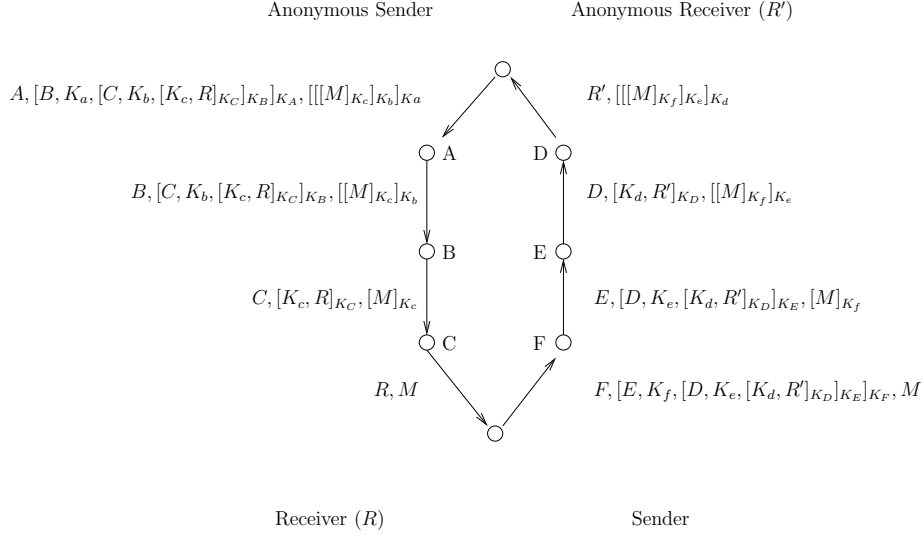 Anonymous Sender
Anonymous Receiver (R′)
A, [B, K_a, [C, K_b, [K_c, R]_{K_C}]_{K_B}]_{K_A}, [[[M]_{K_c}]_{K_b}]_{Ka}
R′, [[[M]_{K_f}]_{K_e}]_{K_d}
A
D
B, [C, K_b, [K_c, R]_{K_C}]_{K_B}, [[M]_{K_c}]_{K_b}
D, [K_d, R′]_{K_D}, [[M]_{K_f}]_{K_e}
B
E
C, [K_c, R]_{K_C}, [M]_{K_c}
E, [D, K_e, [K_d, R′]_{K_D}]_{K_E}, [M]_{K_f}
C
F
R, M
F, [E, K_f, [D, K_e, [K_d, R′]_{K_D}]_{K_E}]_{K_F}, M
Receiver (R)
Sender